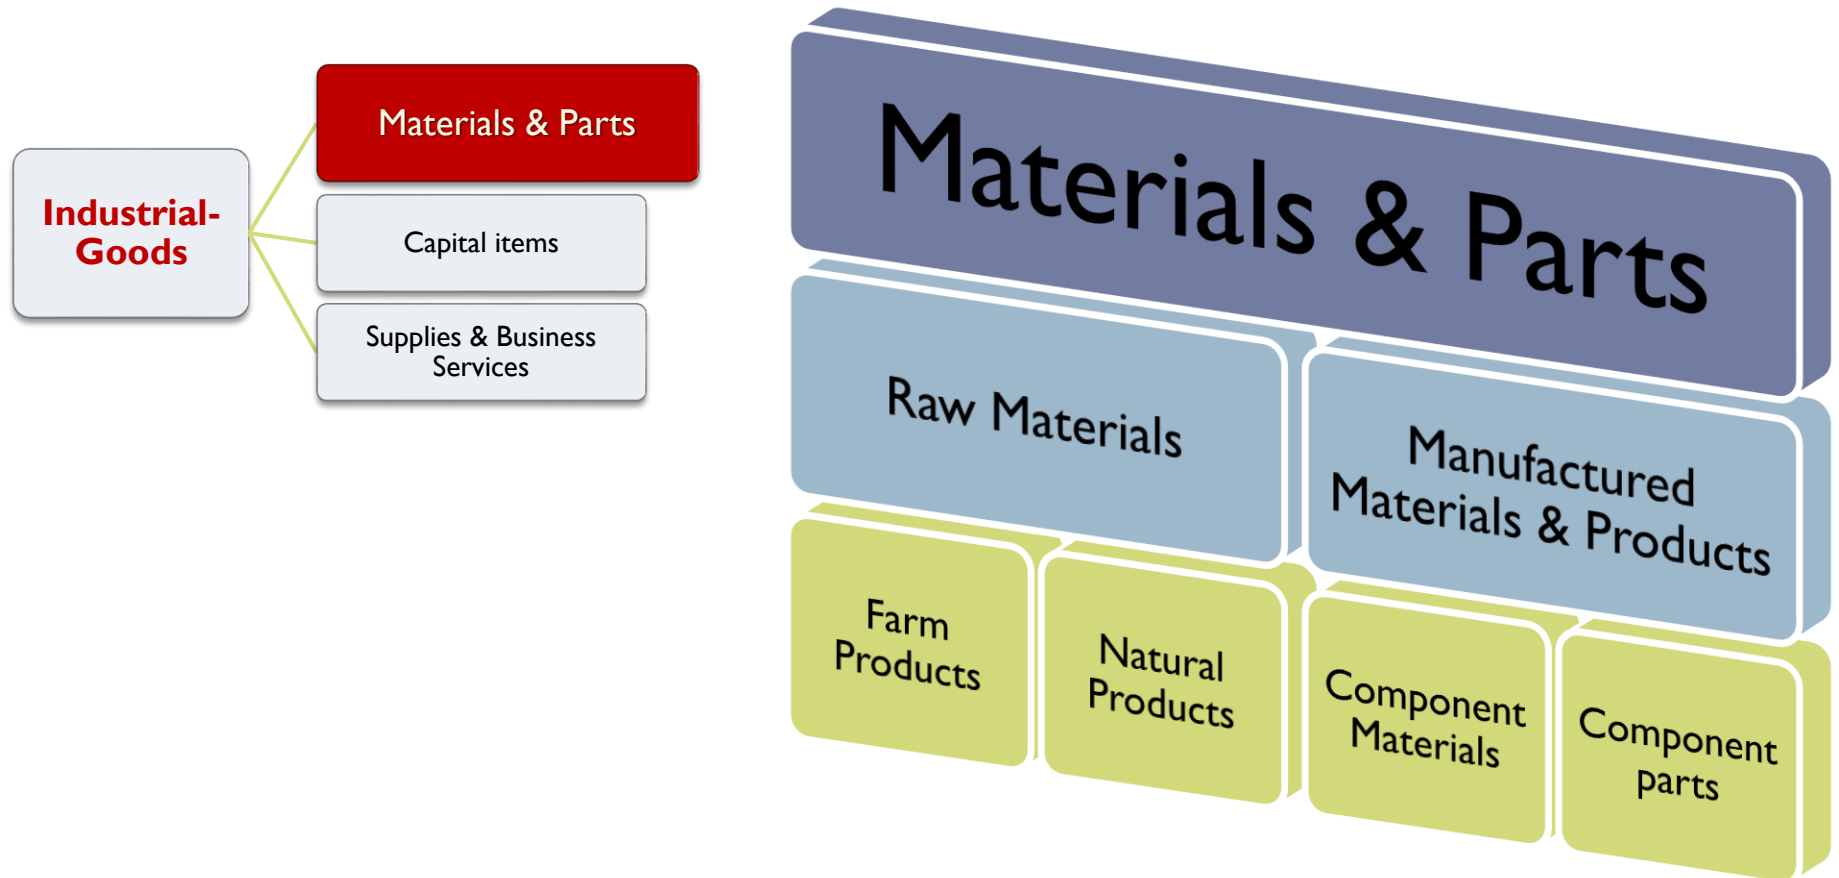 Industrial-
Goods
Materials & Parts
Capital items
Supplies & Business
Services
Materials & Parts
Raw Materials
Manufactured
Materials & Products
Farm
Products
Natural
Products
Component
Materials
Component
parts